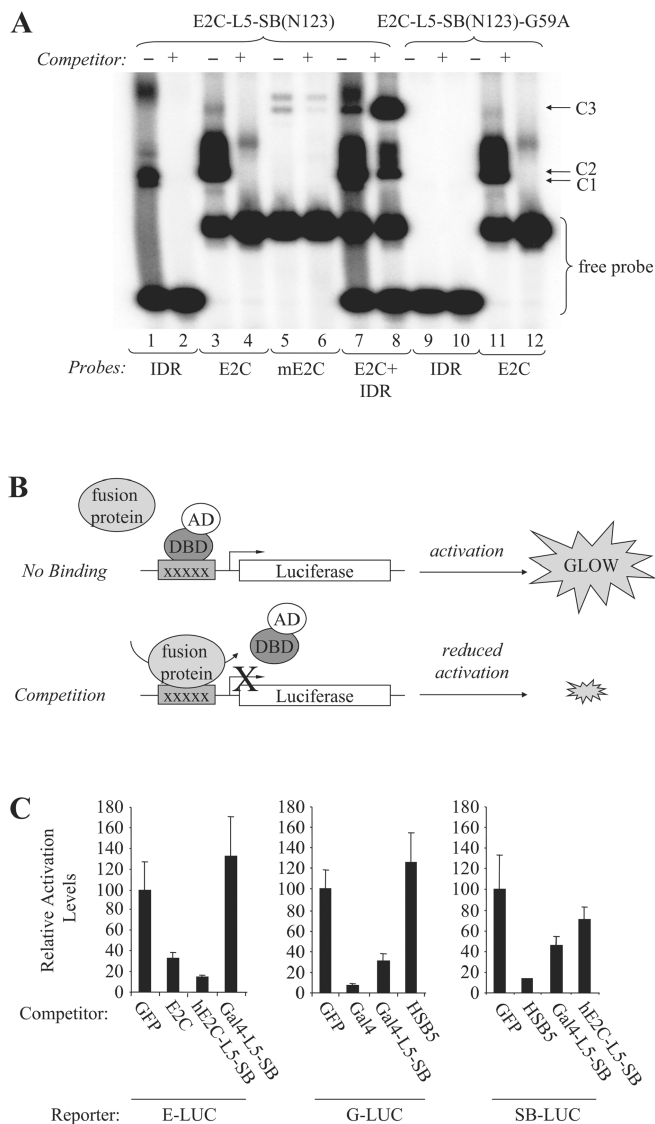 A
E2C-L5-SB(N123) E2C-L5-SB(N123)-G59A
Competitor: – + – + – + – + – + – +
C3
C2
C1
free probe
1 2 3 4 5 6 7 8 9 10 11 12
Probes: IDR E2C mE2C E2C+ IDR E2C
IDR
B
fusion
protein
AD
DBD
No Binding
xxxxx
Luciferase
activation
GLOW
AD
DBD
fusion
protein
reduced
activation
Competition
xxxxx
X
Luciferase
C
Relative Activation
Levels
180
160
140
120
100
80
60
40
20
0
180
160
140
120
100
80
60
40
20
0
180
160
140
120
100
80
60
40
20
0
Competitor:
GFP
E2C
hE2C-L5-SB
Gal4-L5-SB
GFP
Gal4
Gal4-L5-SB
HSB5
GFP
HSB5
Gal4-L5-SB
hE2C-L5-SB
Reporter: E-LUC G-LUC SB-LUC